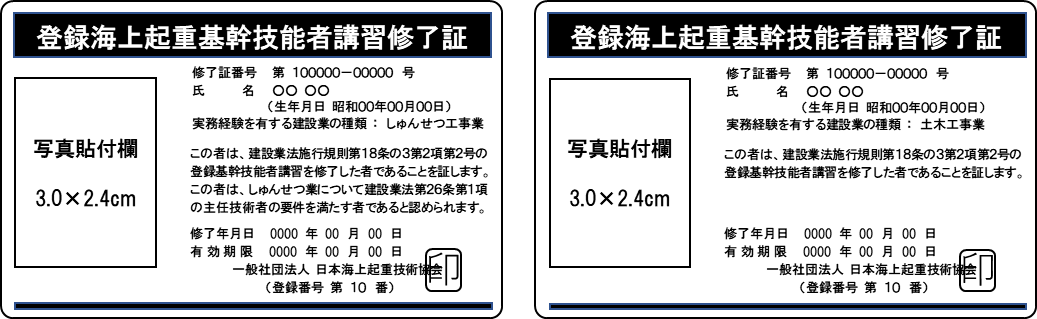 登録海上起重基幹技能者講習修了証
修了証番号 第 100000－00000 号
氏 名 〇〇 〇〇
（生年月日 昭和00年00月00日）
実務経験を有する建設業の種類 ： しゅんせつ工事業
写真貼付欄
3.0×2.4cm
この者は、建設業法施行規則第18条の3第2項第2号の
登録基幹技能者講習を修了した者であることを証します。
この者は、しゅんせつ業について建設業法第26条第1項
の主任技術者の要件を満たす者であると認められます。
修了年月日 0000 年 00 月 00 日
有効期限 0000 年 00 月 00 日
一般社団法人 日本海上起重技術協会
印
（登録番号 第 10 番）
登録海上起重基幹技能者講習修了証
修了証番号 第 100000－00000 号
氏 名 〇〇 〇〇
（生年月日 昭和00年00月00日）
実務経験を有する建設業の種類 ： 土木工事業
写真貼付欄
3.0×2.4cm
この者は、建設業法施行規則第18条の3第2項第2号の
登録基幹技能者講習を修了した者であることを証します。
修了年月日 0000 年 00 月 00 日
有効期限 0000 年 00 月 00 日
一般社団法人 日本海上起重技術協会
印
（登録番号 第 10 番）